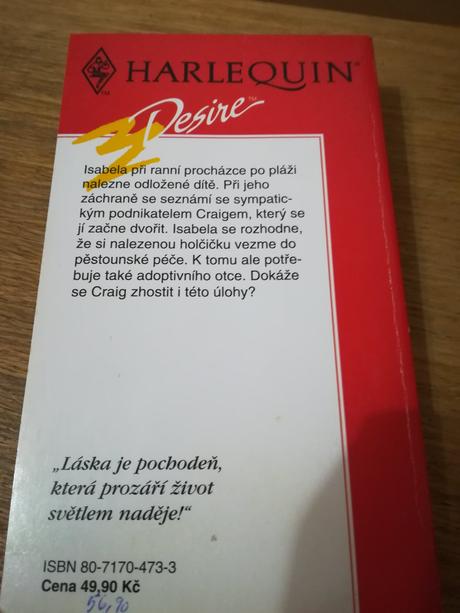 HARLEQUIN®
™
Desire™
Isabela při ranní procházce po pláži
nalezne odložené dítě. Při jeho
záchraně se seznámí se sympatic-
kým podnikatelem Craigem, který se
jí začne dvořit. Isabela se rozhodne,
že si nalezenou holčičku vezme do
pěstounské péče. K tomu ale potře-
buje také adoptivního otce. Dokáže
se Craig zhostit i této úlohy?
„Láska je pochodeň,
která prozáří život
světlem naděje!“
ISBN 80-7170-473-3
Cena 49,90 Kč
56,90